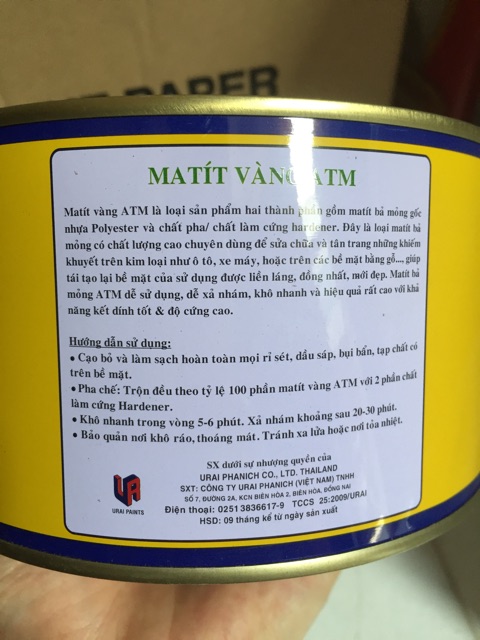 PAPER
MATÍT VÀNG ATM
Matít vàng ATM là loại sản phẩm hai thành phần gồm matít bả mỏng gốc
nhựa Polyester và chất pha/ chất làm cứng hardener. Đây là loại matít bả
mỏng có chất lượng cao chuyên dùng để sửa chữa và tân trang những khiếm
khuyết trên kim loại như ô tô, xe máy, hoặc trên các bề mặt bằng gỗ..., giúp
tái tạo lại bề mặt của sử dụng được liền láng, đồng nhất, mới đẹp. Matít bả
mỏng ATM dễ sử dụng, dễ xả nhám, khô nhanh và hiệu quả rất cao với khả
năng kết dính tốt & độ cứng cao.
Hướng dẫn sử dụng:
• Cạo bỏ và làm sạch hoàn toàn mọi rỉ sét, dầu sáp, bụi bẩn, tạp chất có
trên bề mặt.
• Pha chế: Trộn đều theo tỷ lệ 100 phần matít vàng ATM với 2 phần chất
làm cứng Hardener.
• Khô nhanh trong vòng 5-6 phút. Xả nhám khoảng sau 20-30 phút.
• Bảo quản nơi khô ráo, thoáng mát. Tránh xa lửa hoặc nơi tỏa nhiệt.
SX dưới sự nhượng quyền của
URAI PHANICH CO., LTD. THAILAND
SXT: CÔNG TY URAI PHANICH (VIỆT NAM) TNHH
SỐ 7, ĐƯỜNG 2A, KCN BIÊN HÒA 2, BIÊN HÒA, ĐỒNG NAI
Điện thoại: 0251 3836617-9 TCCS 25:2009/URAI
HSD: 09 tháng kể từ ngày sản xuất
URAI PAINTS